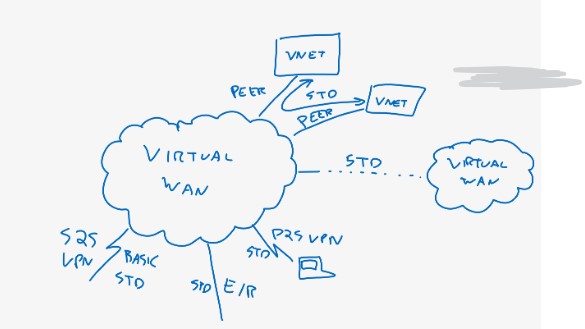 VNET
PEER
STD
VNET
PEER
VIRTUAL
WAN
STD
VIRTUAL
WAN
S2S
VPN
BASIC
STD
STD
E/R
P2S VPN
STD